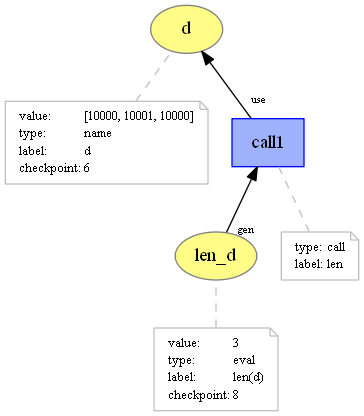 d
use
value: [10000, 10001, 10000]
type: name
label: d
checkpoint: 6
call1
gen
len_d
type: call
label: len
value: 3
type: eval
label: len(d)
checkpoint: 8